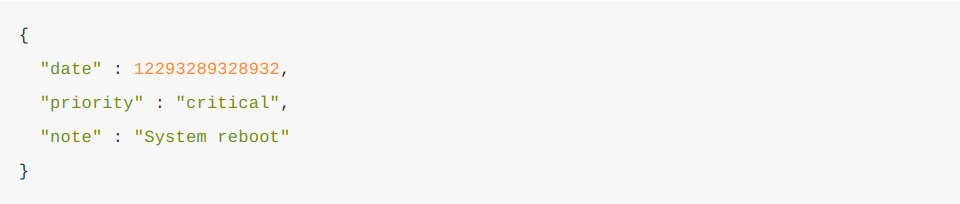 {
  "date" : 12293289328932,
  "priority" : "critical",
  "note" : "System reboot"
}